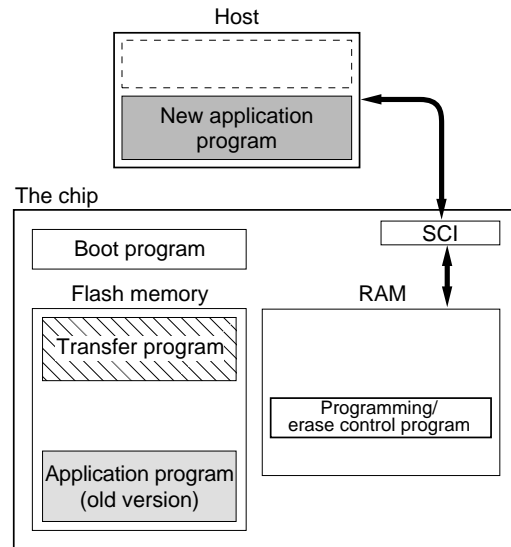 Host
New application
program
The chip
SCI
Boot program
Flash memory
RAM
Transfer program
Programming/
erase control program
Application program
(old version)